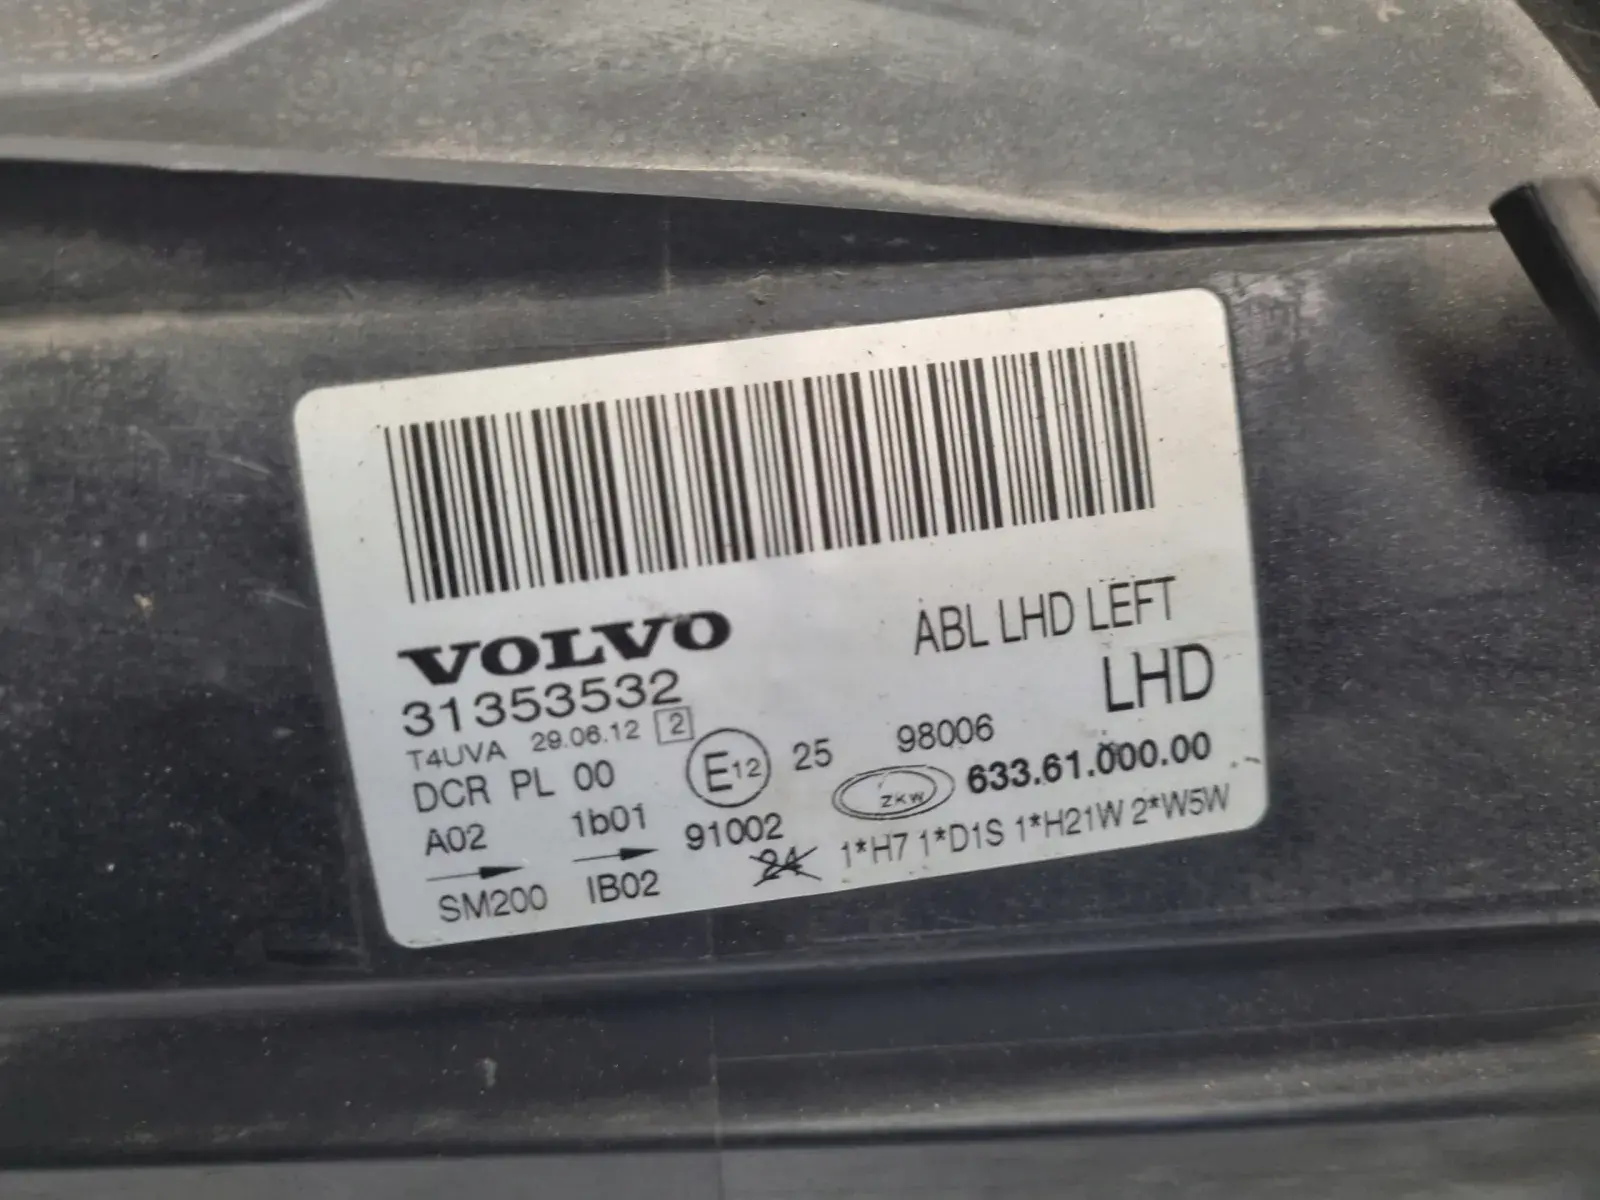 VOLVO
ABL LHD LEFT
31353532
LHD
T4UVA 29.06.12 2
DCR PL 00
E12 25 98006
ZKW 633.61.000.00
A02 1b01 91002
24 1*H7 1*D1S 1*H21W 2*W5W
SM200 IB02